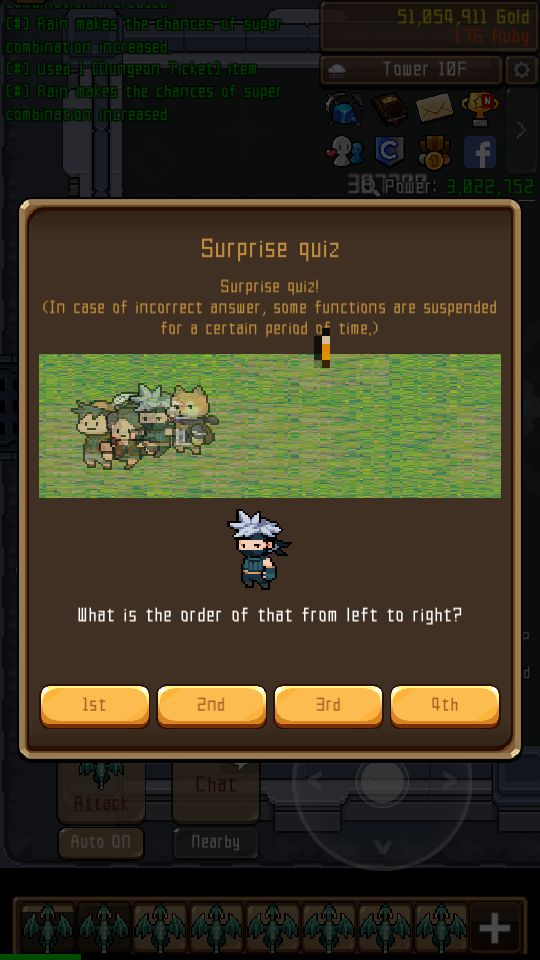 combination increased.
[#] Rain makes the chances of super
combination increased.
[#] Used 1 [Dungeon Ticket] item
[#] Rain makes the chances of super
combination increased.
51,054,911 Gold
176 Ruby
Tower 10F
N
C
Power: 3,022,752
Surprise quiz
Surprise quiz!
(In case of incorrect answer, some functions are suspended
for a certain period of time.)
What is the order of that from left to right?
1st 2nd 3rd 4th
Attack
Chat
Auto ON
Nearby